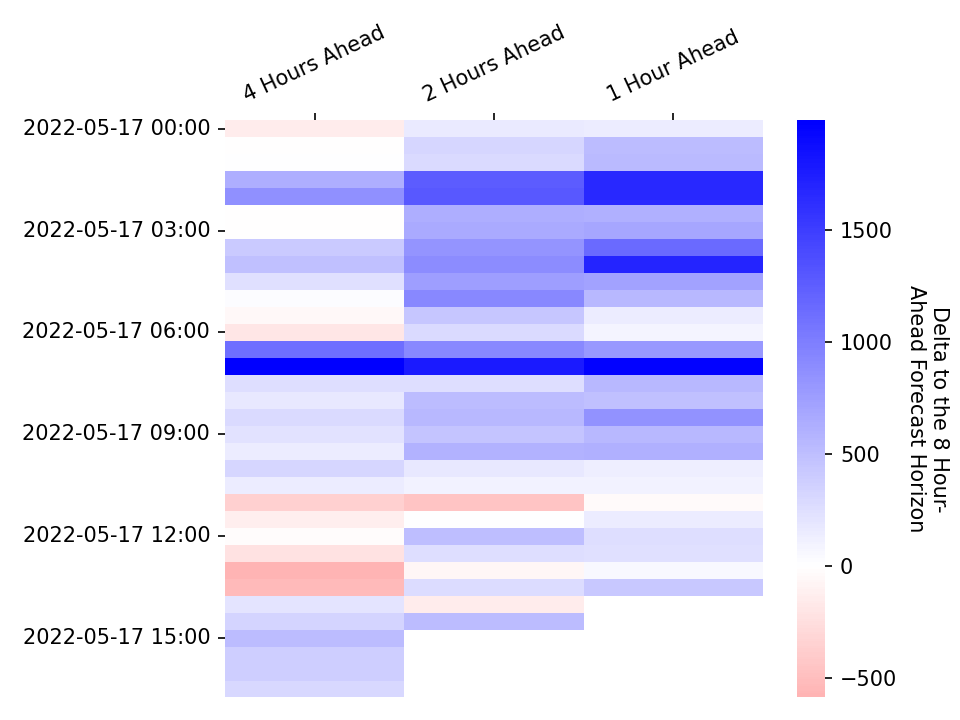 4 Hours Ahead
2 Hours Ahead
1 Hour Ahead
2022-05-17 00:00
2022-05-17 03:00
2022-05-17 06:00
2022-05-17 09:00
2022-05-17 12:00
2022-05-17 15:00
1500
1000
500
0
−500
Delta to the 8 Hour-
Ahead Forecast Horizon